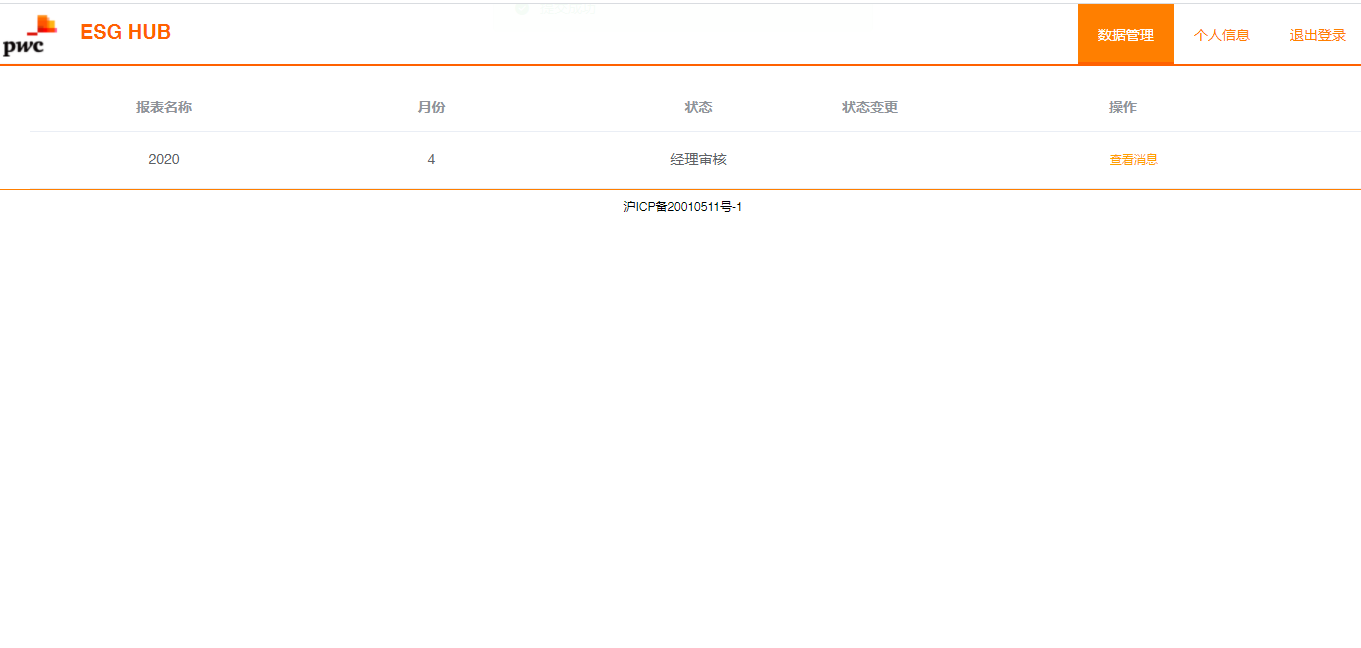 pwc
ESG HUB
数据管理 个人信息 退出登录
报表名称 月份 状态 状态变更 操作
2020 4 经理审核 查看消息
沪ICP备20010511号-1